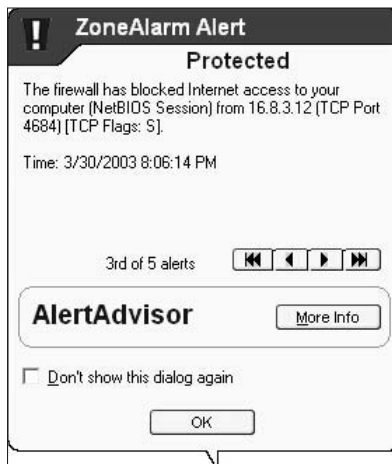 ZoneAlarm Alert
Protected
The firewall has blocked Internet access to your
computer (NetBIOS Session) from 16.8.3.12 (TCP Port
4684) [TCP Flags: S].
Time: 3/30/2003 8:06:14 PM
3rd of 5 alerts
AlertAdvisor
More Info
Don't show this dialog again
OK